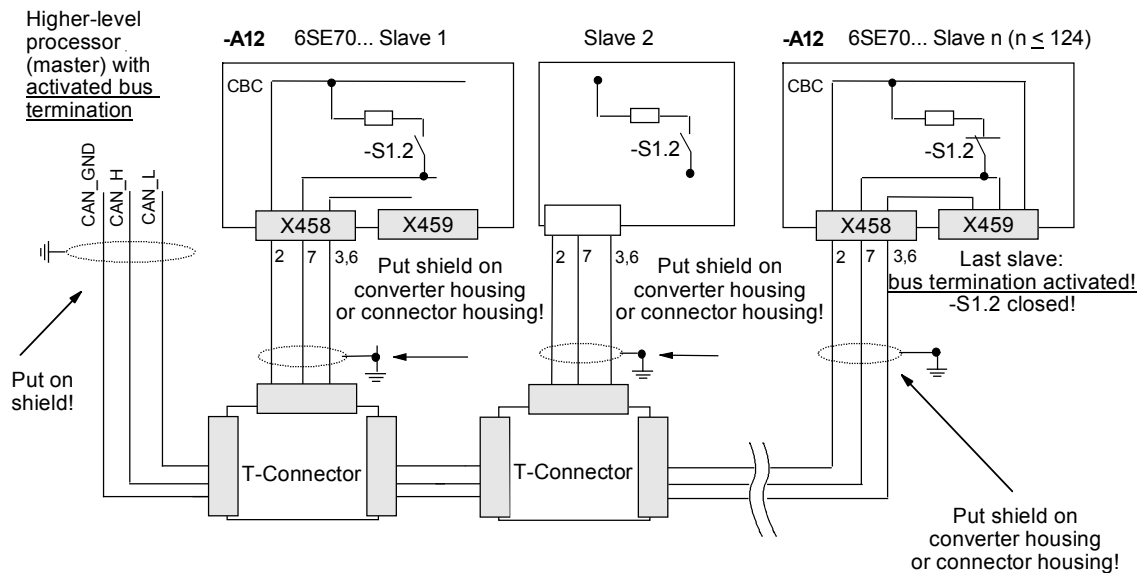 Higher-level
processor
(master) with
activated bus
termination
-A12 6SE70... Slave 1
Slave 2
-A12 6SE70... Slave n (n ≤ 124)
CBC
-S1.2
-S1.2
CBC
-S1.2
CAN_GND
CAN_H
CAN_L
X458
X459
X458
X459
2 7 3,6
2 7 3,6
2 7 3,6
Put shield on
converter housing
or connector housing!
Put shield on
converter housing
or connector housing!
Last slave:
bus termination activated!
-S1.2 closed!
Put on
shield!
T-Connector
T-Connector
Put shield on
converter housing
or connector housing!